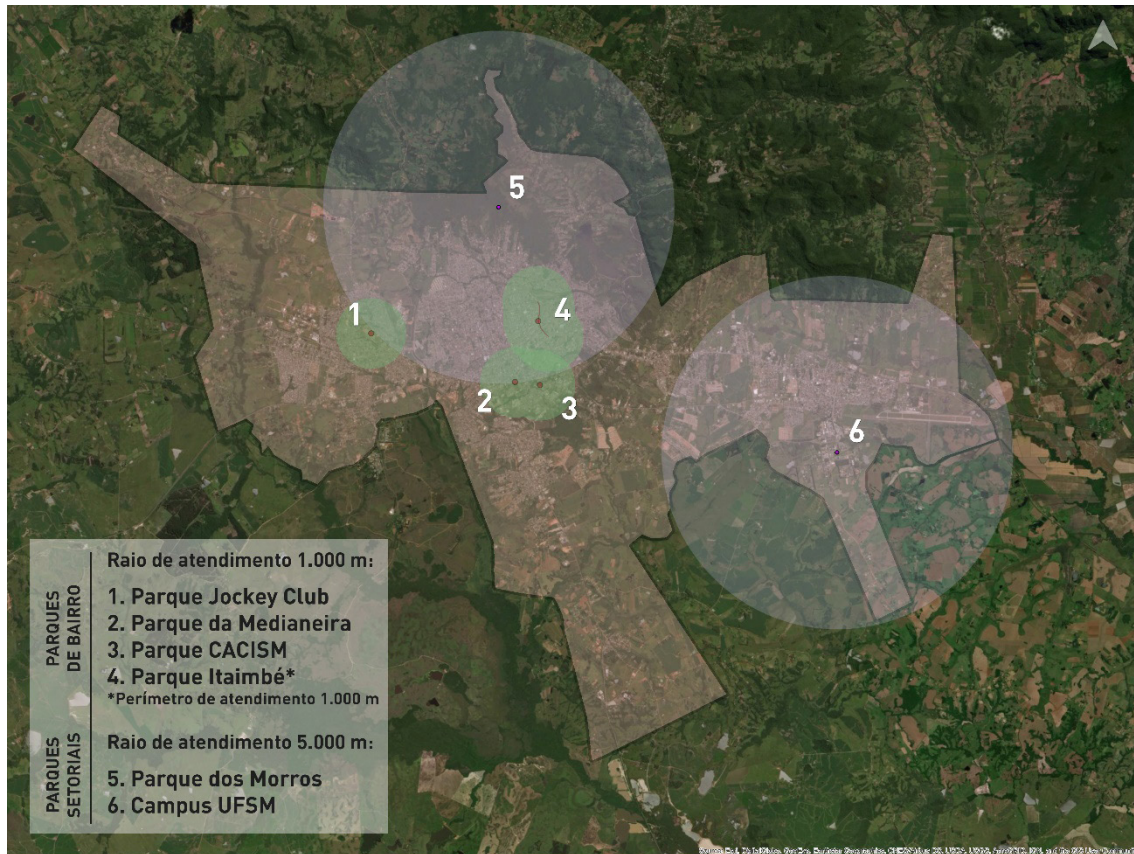 5
1
4
2
3
6
PARQUES
DE BAIRRO
Raio de atendimento 1.000 m:
1. Parque Jockey Club
2. Parque da Medianeira
3. Parque CACISM
4. Parque Itaimbé*
*Perímetro de atendimento 1.000 m
PARQUES
SETORIAIS
Raio de atendimento 5.000 m:
5. Parque dos Morros
6. Campus UFSM